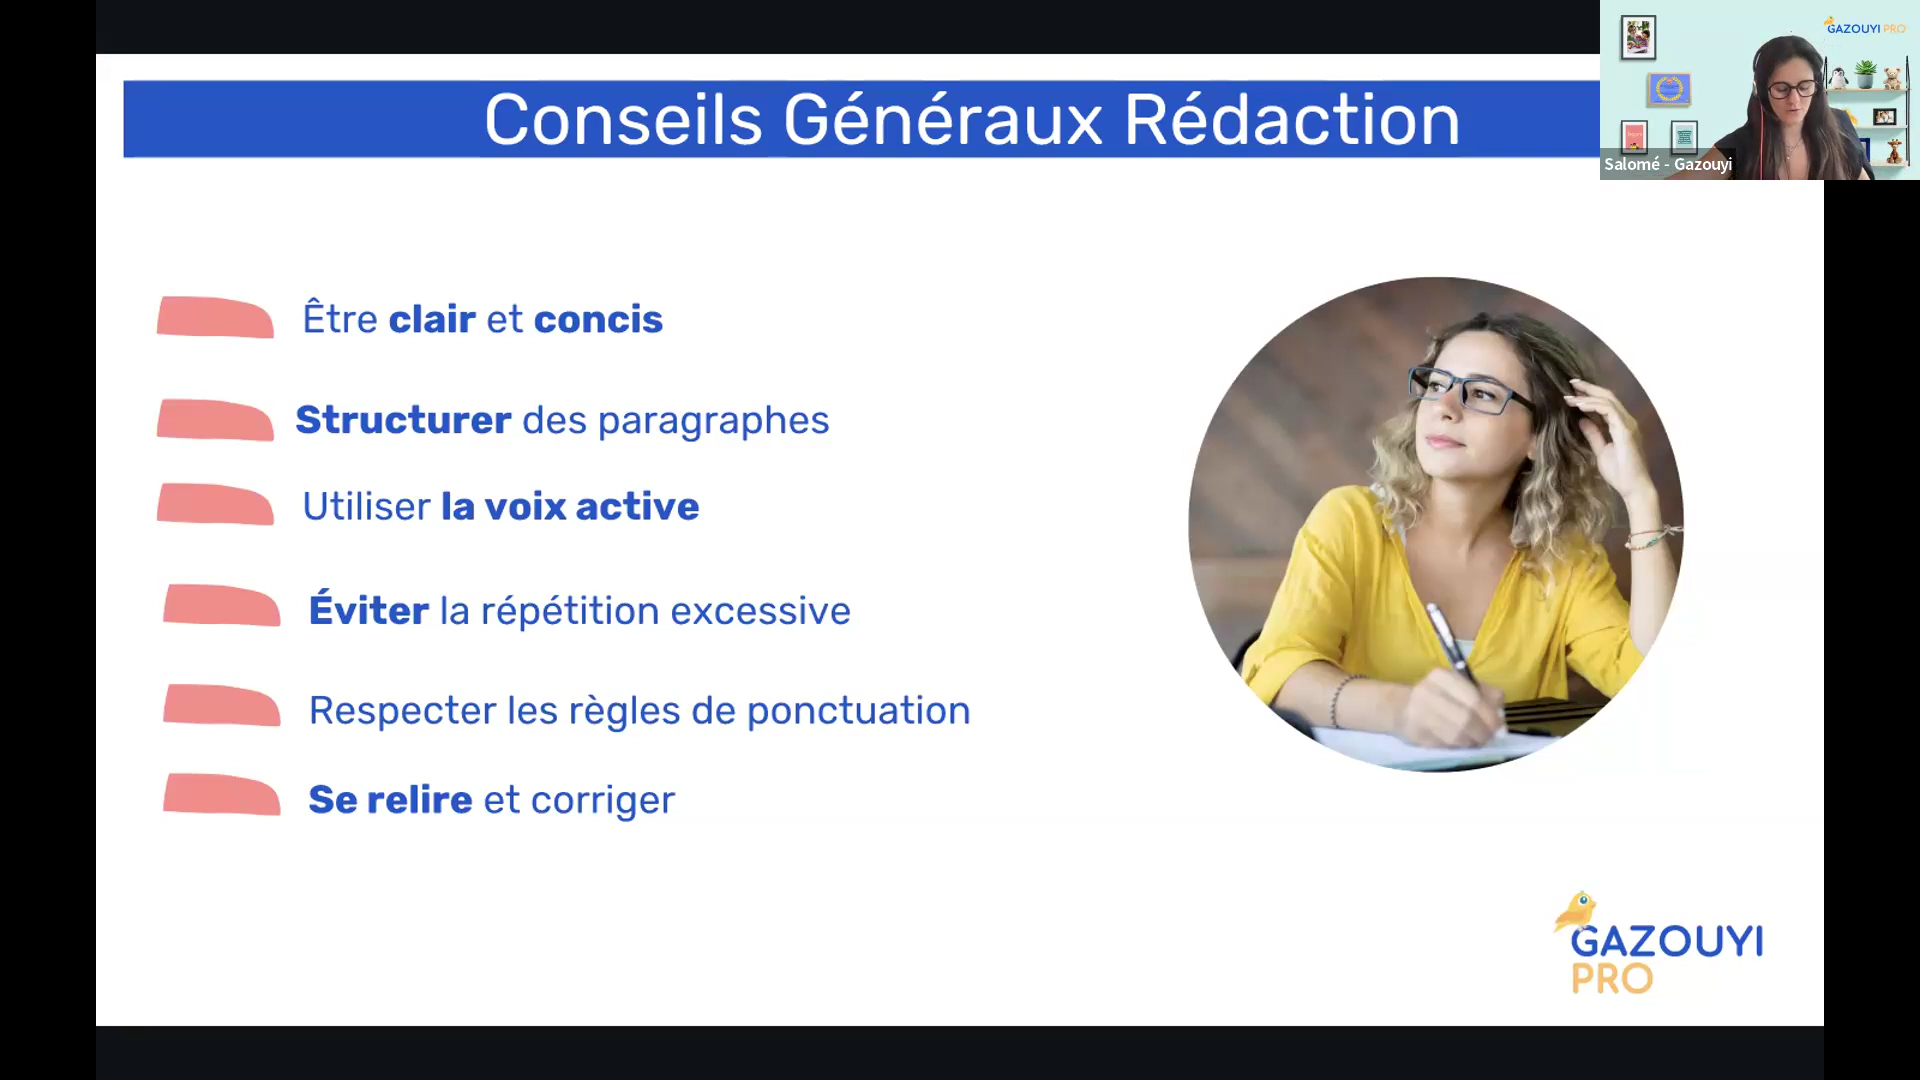 Conseils Généraux Rédaction
GAZOUYI PRO
Salomé - Gazouyi
Être clair et concis
Structurer des paragraphes
Utiliser la voix active
Éviter la répétition excessive
Respecter les règles de ponctuation
Se relire et corriger
GAZOUYI
PRO